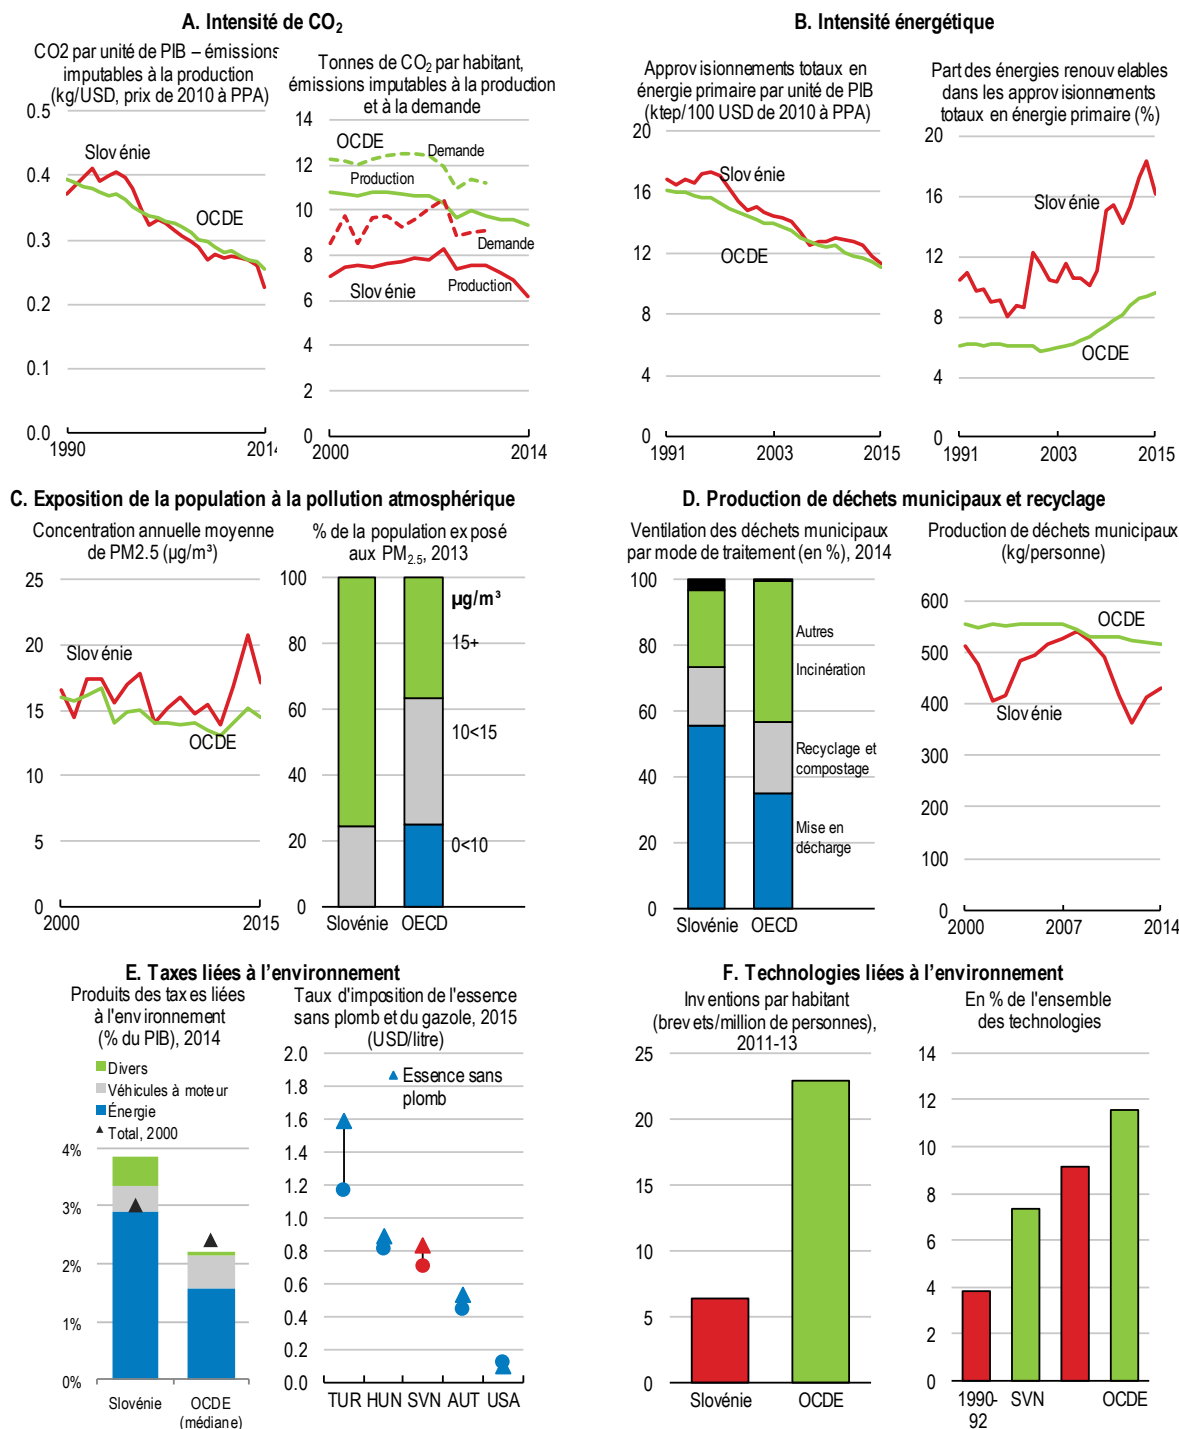 A. Intensité de CO2
CO2 par unité de PIB – émissions
imputables à la production
(kg/USD, prix de 2010 à PPA)
0.5
0.4
0.3
0.2
0.1
0.0
Slovénie
OCDE
1990
2014
Tonnes de CO2 par habitant,
émissions imputables à la production
et à la demande
14
12
10
8
6
4
2
0
OCDE
Demande
Production
Demande
Slovénie
Production
2000
2014
B. Intensité énergétique
Approvisionnements totaux en
énergie primaire par unité de PIB
(ktep/100 USD de 2010 à PPA)
20
16
12
8
4
0
Slovénie
OCDE
1991
2003
2015
Part des énergies renouvelables
dans les approvisionnements
totaux en énergie primaire (%)
20
16
12
8
4
0
Slovénie
OCDE
1991
2003
2015
C. Exposition de la population à la pollution atmosphérique
Concentration annuelle moyenne
de PM2.5 (µg/m³)
25
20
15
10
5
0
Slovénie
OCDE
2000
2015
% de la population exposé
aux PM2.5, 2013
100
80
60
40
20
0
µg/m³
15+
10<15
0<10
Slovénie
OECD
D. Production de déchets municipaux et recyclage
Ventilation des déchets municipaux
par mode de traitement (en %), 2014
100
80
60
40
20
0
Autres
Incinération
Recyclage et
compostage
Mise en
décharge
Slovénie
OECD
Production de déchets municipaux
(kg/personne)
600
500
400
300
200
100
0
OCDE
Slovénie
2000
2007
2014
E. Taxes liées à l'environnement
Produits des taxes liées
à l'environnement
(% du PIB), 2014
Divers
Véhicules à moteur
Énergie
Total, 2000
4%
3%
2%
1%
0%
Slovénie
OCDE
(médiane)
Taux d'imposition de l'essence
sans plomb et du gazole, 2015
(USD/litre)
2.0
1.8
1.6
1.4
1.2
1.0
0.8
0.6
0.4
0.2
0.0
Essence sans
plomb
TUR HUN SVN AUT USA
F. Technologies liées à l'environnement
Inventions par habitant
(brevets/million de personnes),
2011-13
25
20
15
10
5
0
Slovénie
OCDE
En % de l'ensemble
des technologies
14
12
10
8
6
4
2
0
1990-
92
SVN
OCDE